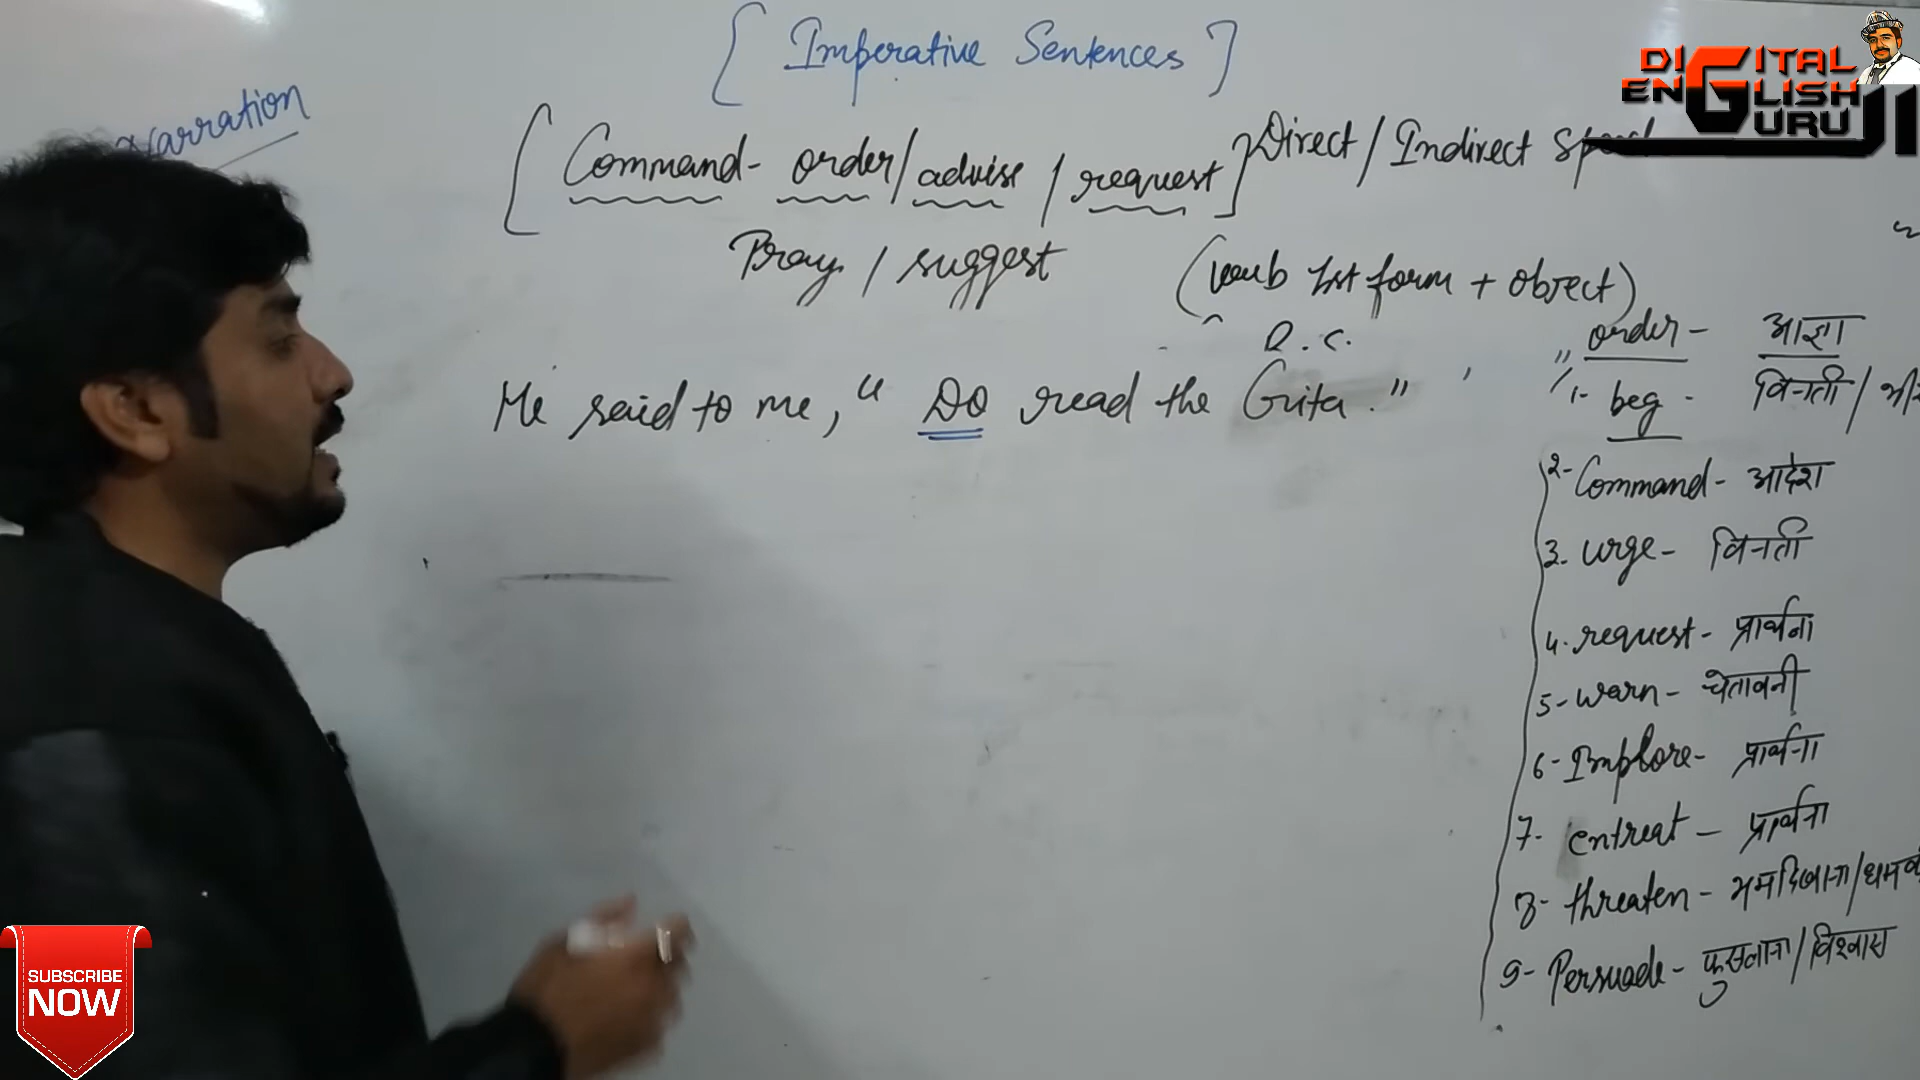 [ Imperative Sentences ]
Narration
[ Command- order / advise / request ] Direct / Indirect
Pray / suggest
(verb Ist form + object)
D. C.
He said to me, " DO read the Gita."
order - आज्ञा
1- beg - विनती /
2- Command - आदेश
3. urge - विनती
4. request - प्रार्थना
5- warn - चेतावनी
6- Implore - प्रार्थना
7- entreat - प्रार्थना
8- threaten -
9- Persuade - फुसलाना / विश्वास
DIGITAL
ENGLISH
GURU JI
SUBSCRIBE
NOW